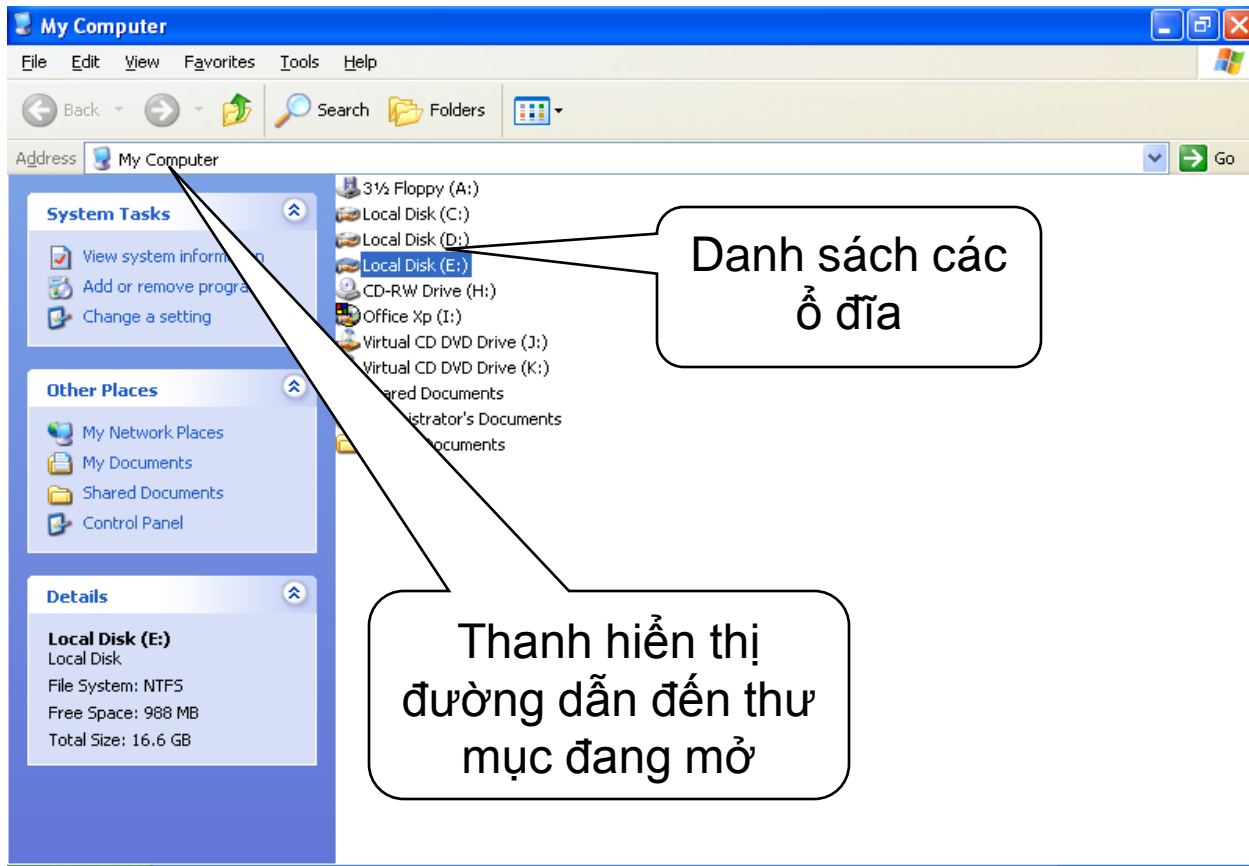 My Computer
File Edit View Favorites Tools Help
Back Search Folders
Address My Computer Go
System Tasks
View system
Add or remove
Change a setting
Other Places
My Network Places
My Documents
Shared Documents
Control Panel
Details
Local Disk (E:)
Local Disk
File System: NTFS
Free Space: 988 MB
Total Size: 16.6 GB
3½ Floppy (A:)
Local Disk (C:)
Local Disk (D:)
Local Disk (E:)
CD-RW Drive (H:)
Office Xp (I:)
Virtual CD DVD Drive (J:)
Virtual CD DVD Drive (K:)
Shared Documents
Documents
Documents
Danh sách các
ổ đĩa
Thanh hiển thị
đường dẫn đến thư
mục đang mở